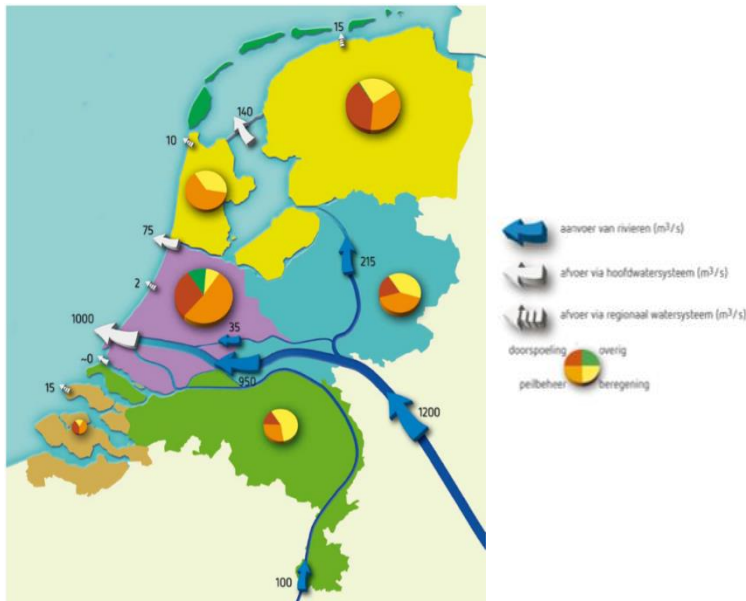 15
140
10
75
215
2
1000
35
~0
950
15
1200
100
aanvoer van rivieren (m³/s)
afvoer via hoofdwatersysteem (m³/s)
afvoer via regionaal watersysteem (m³/s)
doorspoeling overig
peilbeheer beregening